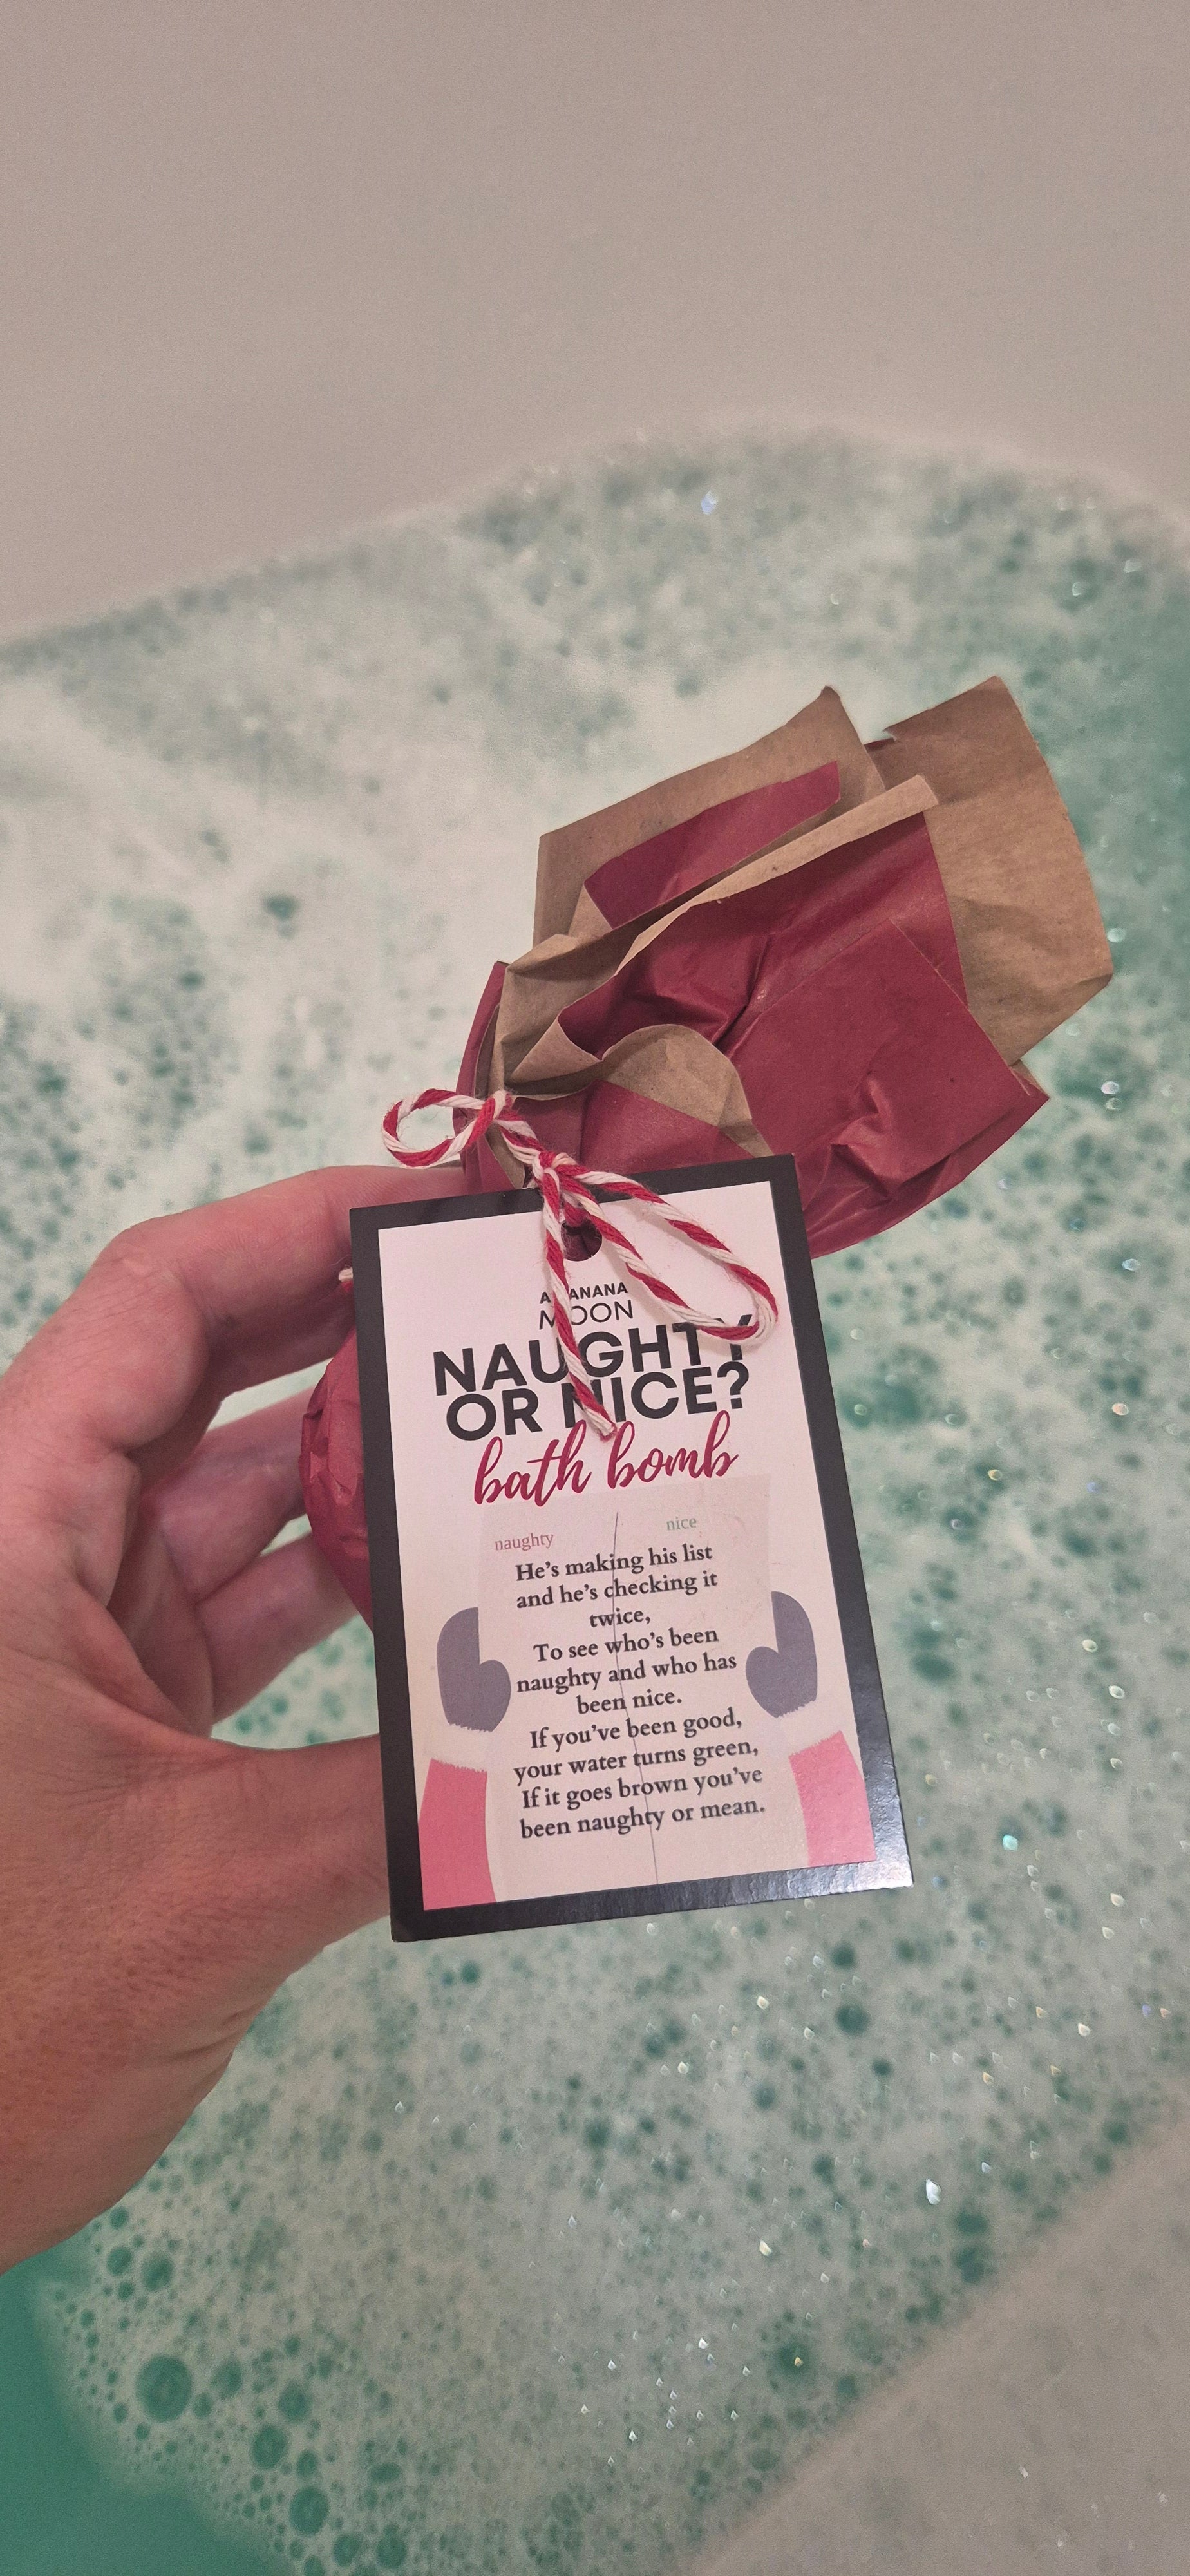 MOON
NAUGHTY
OR NICE?
bath bomb
naughty nice
He's making his list
and he's checking it
twice,
To see who's been
naughty and who has
been nice.
If you've been good,
your water turns green,
If it goes brown you've
been naughty or mean.